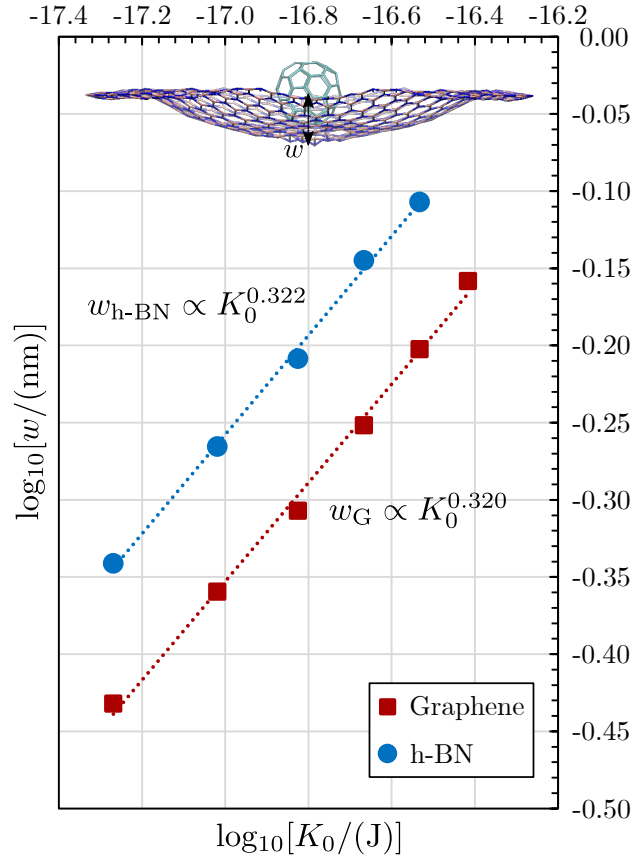 -17.4 -17.2 -17.0 -16.8 -16.6 -16.4 -16.2
0.00
-0.05
-0.10
-0.15
-0.20
-0.25
-0.30
-0.35
-0.40
-0.45
-0.50
w
w_h-BN ∝ K_0^0.322
w_G ∝ K_0^0.320
log₁₀[w/(nm)]
Graphene
h-BN
log₁₀[K₀/(J)]